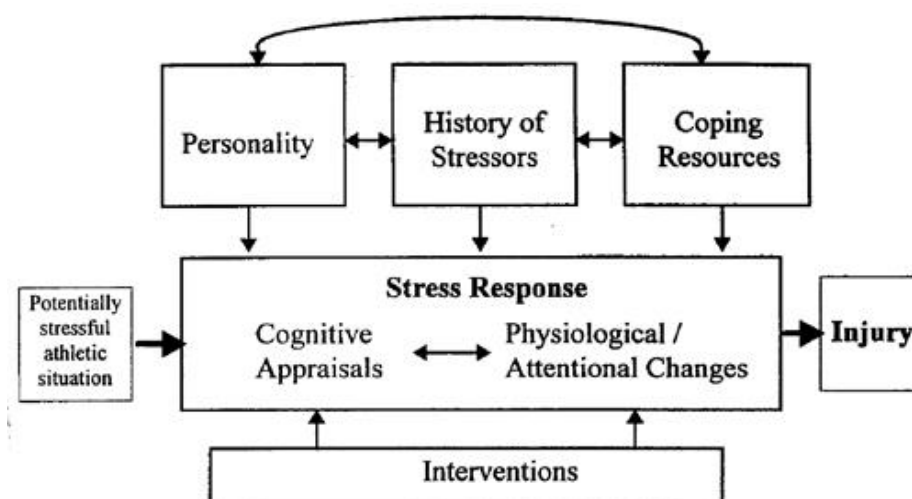 Personality
History of
Stressors
Coping
Resources
Potentially
stressful
athletic
situation
Stress Response
Cognitive
Appraisals
Physiological /
Attentional Changes
Injury
Interventions